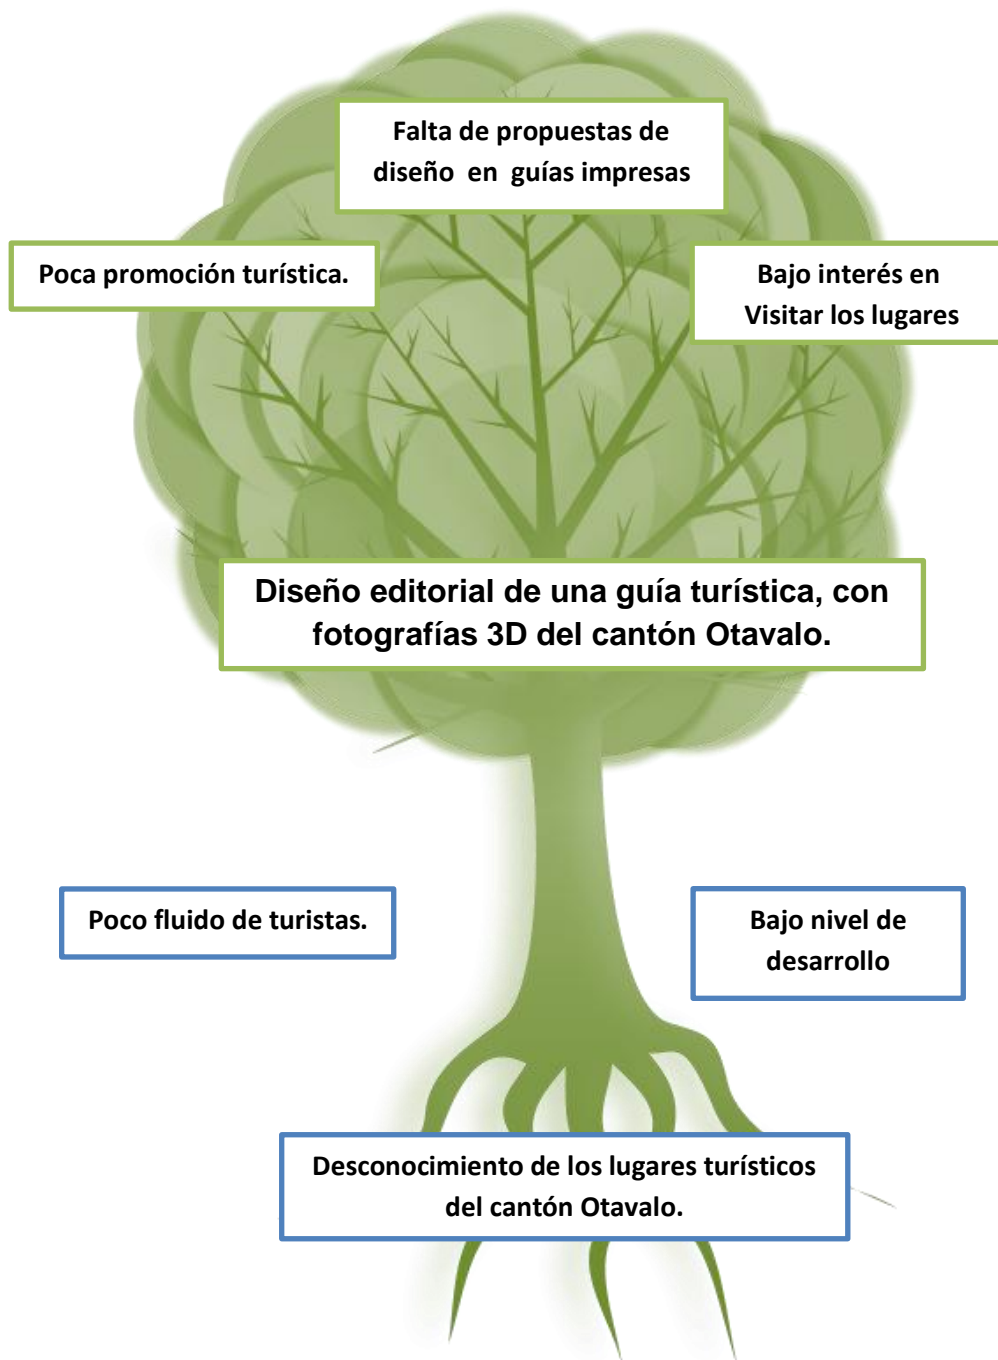 Falta de propuestas de
diseño en guías impresas
Poca promoción turística.
Bajo interés en
Visitar los lugares
Diseño editorial de una guía turística, con
fotografías 3D del cantón Otavalo.
Poco fluido de turistas.
Bajo nivel de
desarrollo
Desconocimiento de los lugares turísticos
del cantón Otavalo.